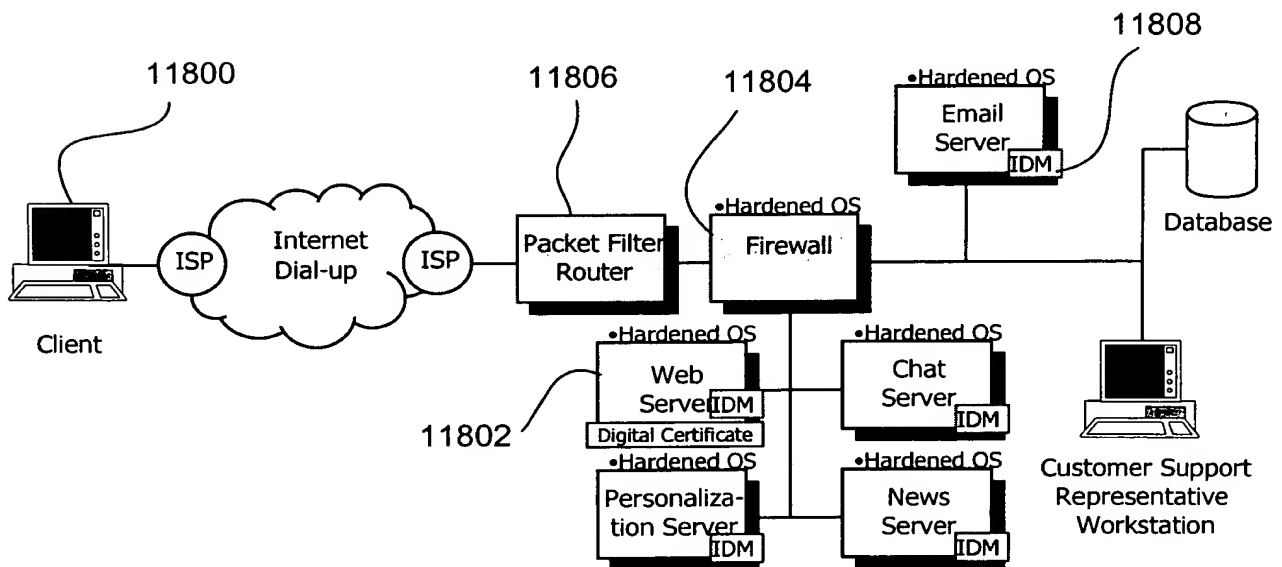 11800
11806
11804
11808
•Hardened OS
Email
Server
IDM
Database
ISP
Internet
Dial-up
ISP
Packet Filter
Router
•Hardened OS
Firewall
Client
•Hardened OS
Web
Server
IDM
Digital Certificate
11802
•Hardened OS
Chat
Server
IDM
•Hardened OS
Personaliza-
tion Server
IDM
•Hardened OS
News
Server
IDM
Customer Support
Representative
Workstation